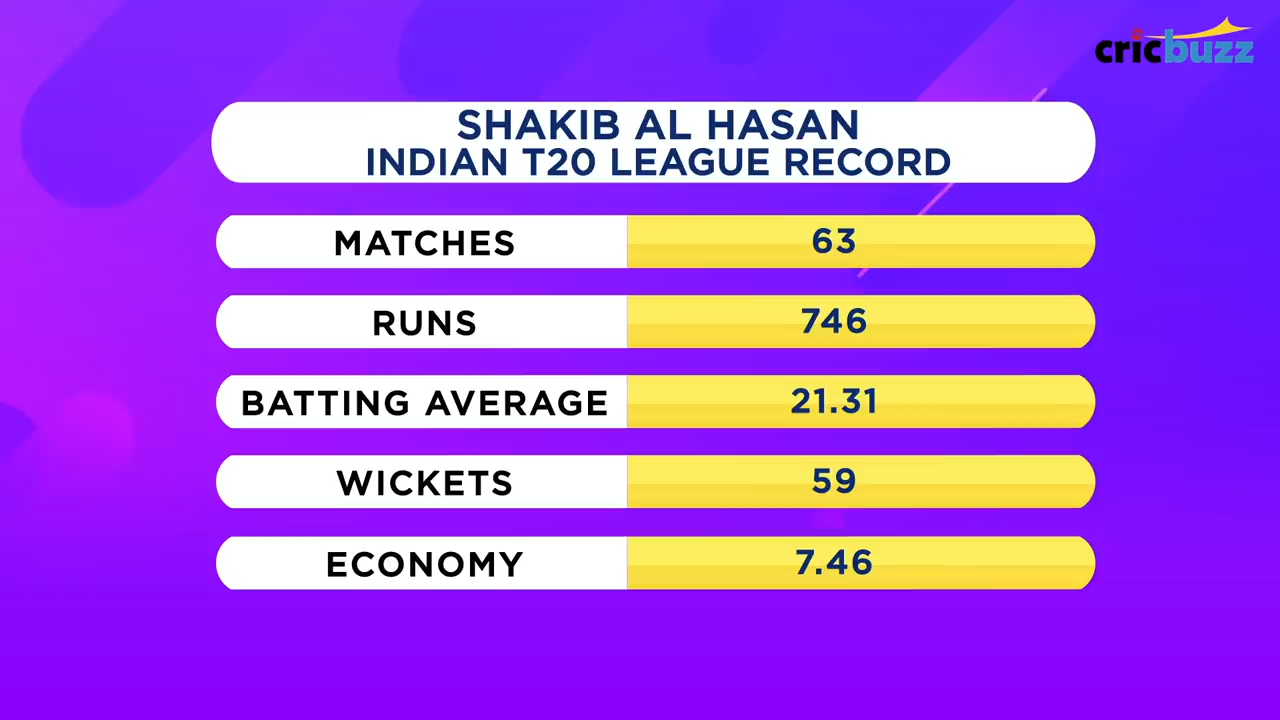 cricbuzz
SHAKIB AL HASAN
INDIAN T20 LEAGUE RECORD
MATCHES 63
RUNS 746
BATTING AVERAGE 21.31
WICKETS 59
ECONOMY 7.46